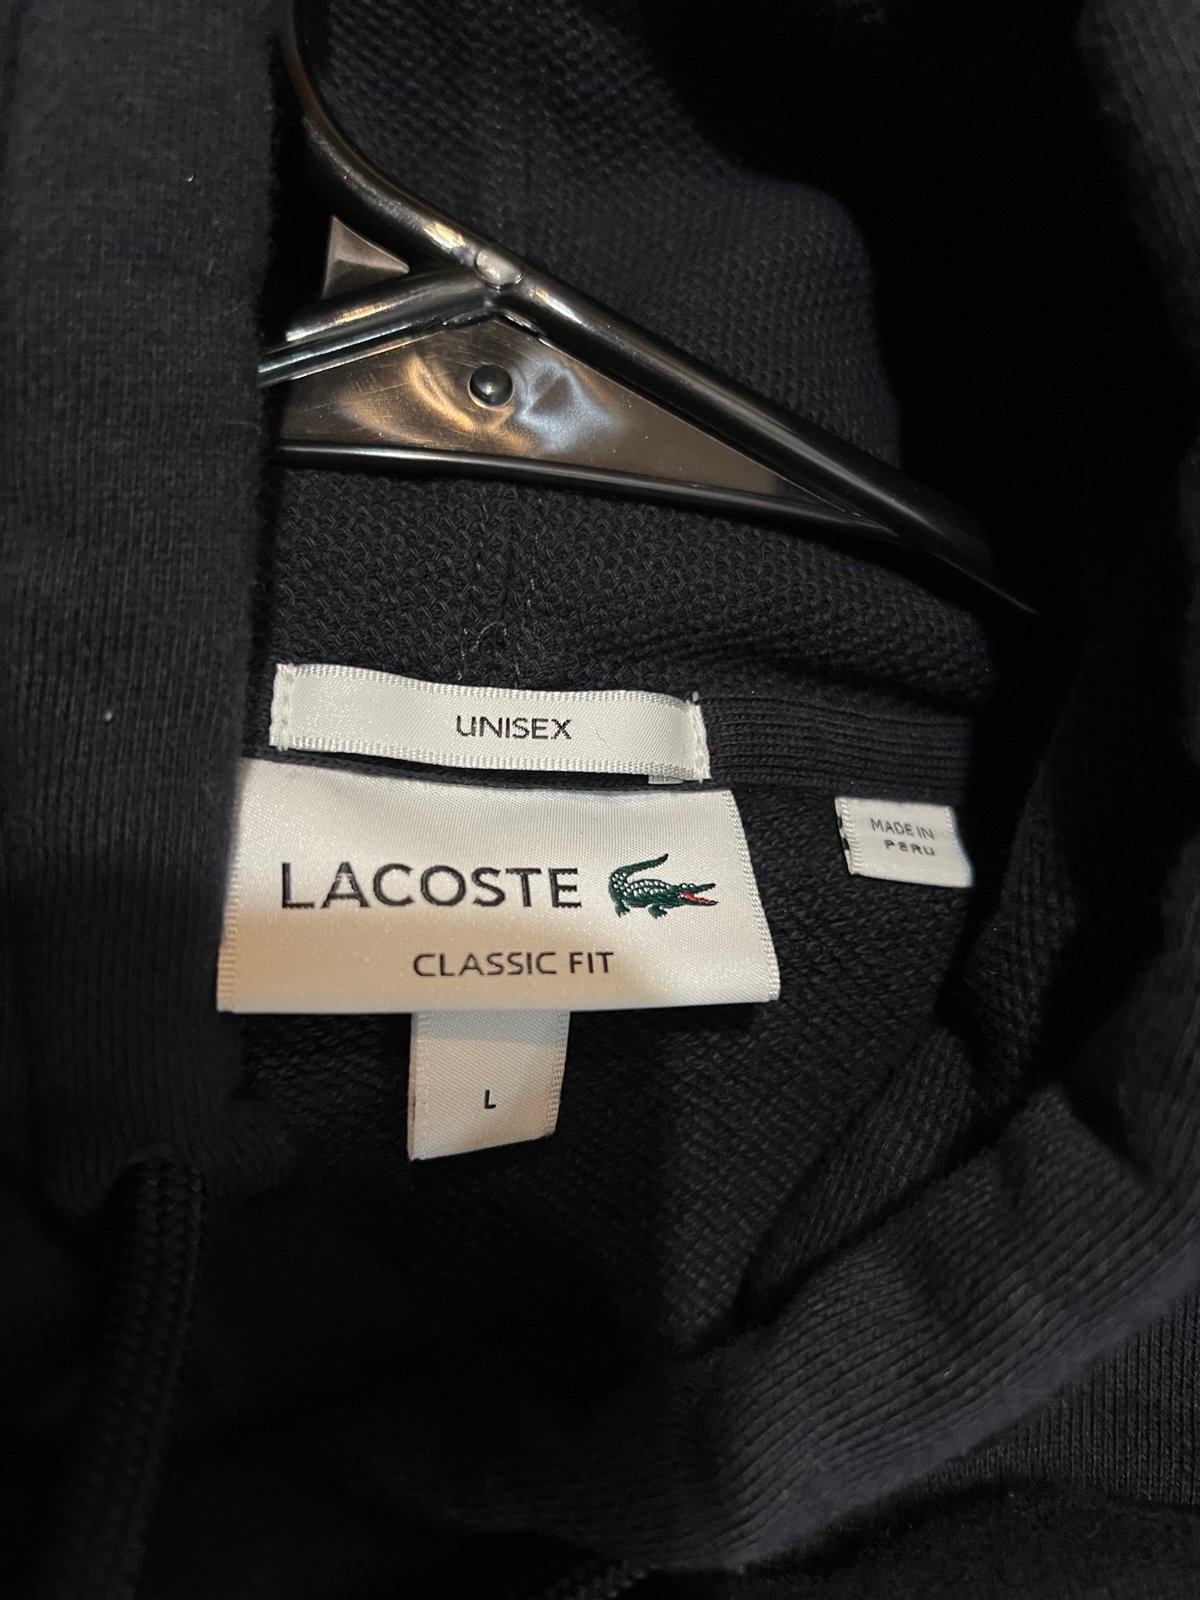 UNISEX
LACOSTE
CLASSIC FIT
L
MADE IN
PERU